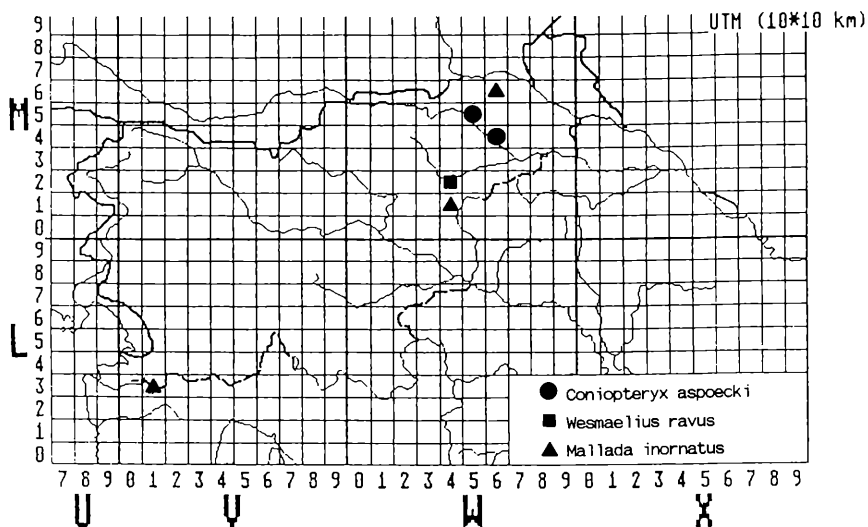 UTM (10*10 km)
9
8
7
6
M 5
4
3
2
1
0
9
8
7
6
L 5
4
3
2
1
0
Coniopteryx aspoecki
Wesmaelius ravus
Mallada inornatus
7 8 9 0 1 2 3 4 5 6 7 8 9 0 1 2 3 4 5 6 7 8 9 0 1 2 3 4 5 6 7 8 9
U V W X